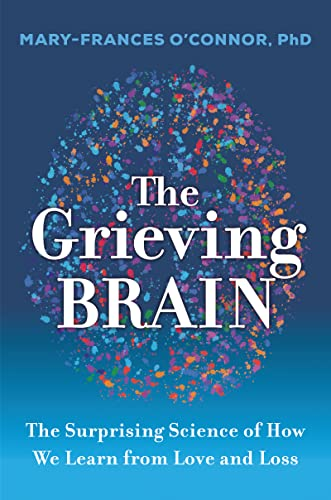 MARY-FRANCES O'CONNOR, PhD
The
Grieving
BRAIN
The Surprising Science of How
We Learn from Love and Loss